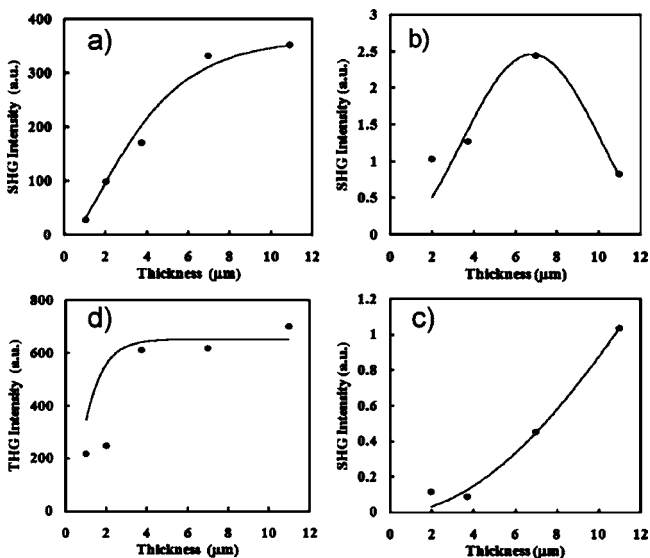 a)
SHG Intensity (a.u.)
400
300
200
100
0
0 2 4 6 8 10 12
Thickness (μm)
b)
SHG Intensity (a.u.)
3
2.5
2
1.5
1
0.5
0
0 2 4 6 8 10 12
Thickness (μm)
d)
THG Intensity (a.u.)
800
600
400
200
0
0 2 4 6 8 10 12
Thickness (μm)
c)
SHG Intensity (a.u.)
1.2
1
0.8
0.6
0.4
0.2
0
0 2 4 6 8 10 12
Thickness(μm)